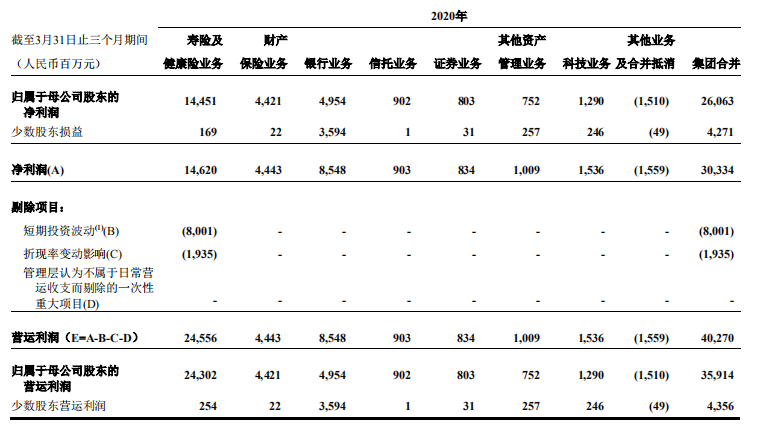 2020年
截至3月31日止三个月期间 寿险及 财产 其他资产 其他业务
（人民币百万元） 健康险业务 保险业务 银行业务 信托业务 证券业务 管理业务 科技业务 及合并抵消 集团合并
归属于母公司股东的
净利润 14,451 4,421 4,954 902 803 752 1,290 (1,510) 26,063
少数股东损益 169 22 3,594 1 31 257 246 (49) 4,271
净利润(A) 14,620 4,443 8,548 903 834 1,009 1,536 (1,559) 30,334
剔除项目：
短期投资波动(1)(B) (8,001) - - - - - - - (8,001)
折现率变动影响(C) (1,935) - - - - - - - (1,935)
管理层认为不属于日常营
运收支而剔除的一次性
重大项目(D) - - - - - - - - -
营运利润（E=A-B-C-D） 24,556 4,443 8,548 903 834 1,009 1,536 (1,559) 40,270
归属于母公司股东的
营运利润 24,302 4,421 4,954 902 803 752 1,290 (1,510) 35,914
少数股东营运利润 254 22 3,594 1 31 257 246 (49) 4,356